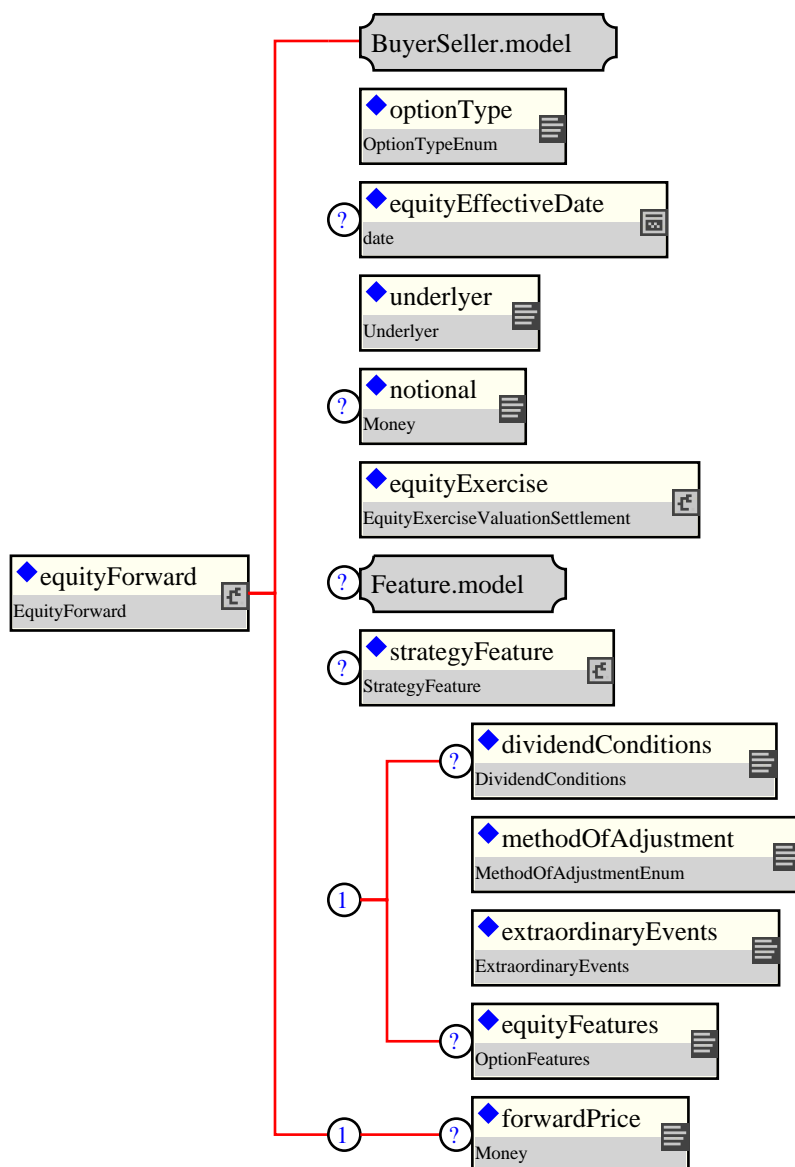 BuyerSeller.model
optionType
OptionTypeEnum
? equityEffectiveDate
date
underlyer
Underlyer
? notional
Money
equityExercise
EquityExerciseValuationSettlement
equityForward
EquityForward
? Feature.model
? strategyFeature
StrategyFeature
? dividendConditions
DividendConditions
methodOfAdjustment
MethodOfAdjustmentEnum
1
extraordinaryEvents
ExtraordinaryEvents
? equityFeatures
OptionFeatures
1 ? forwardPrice
Money